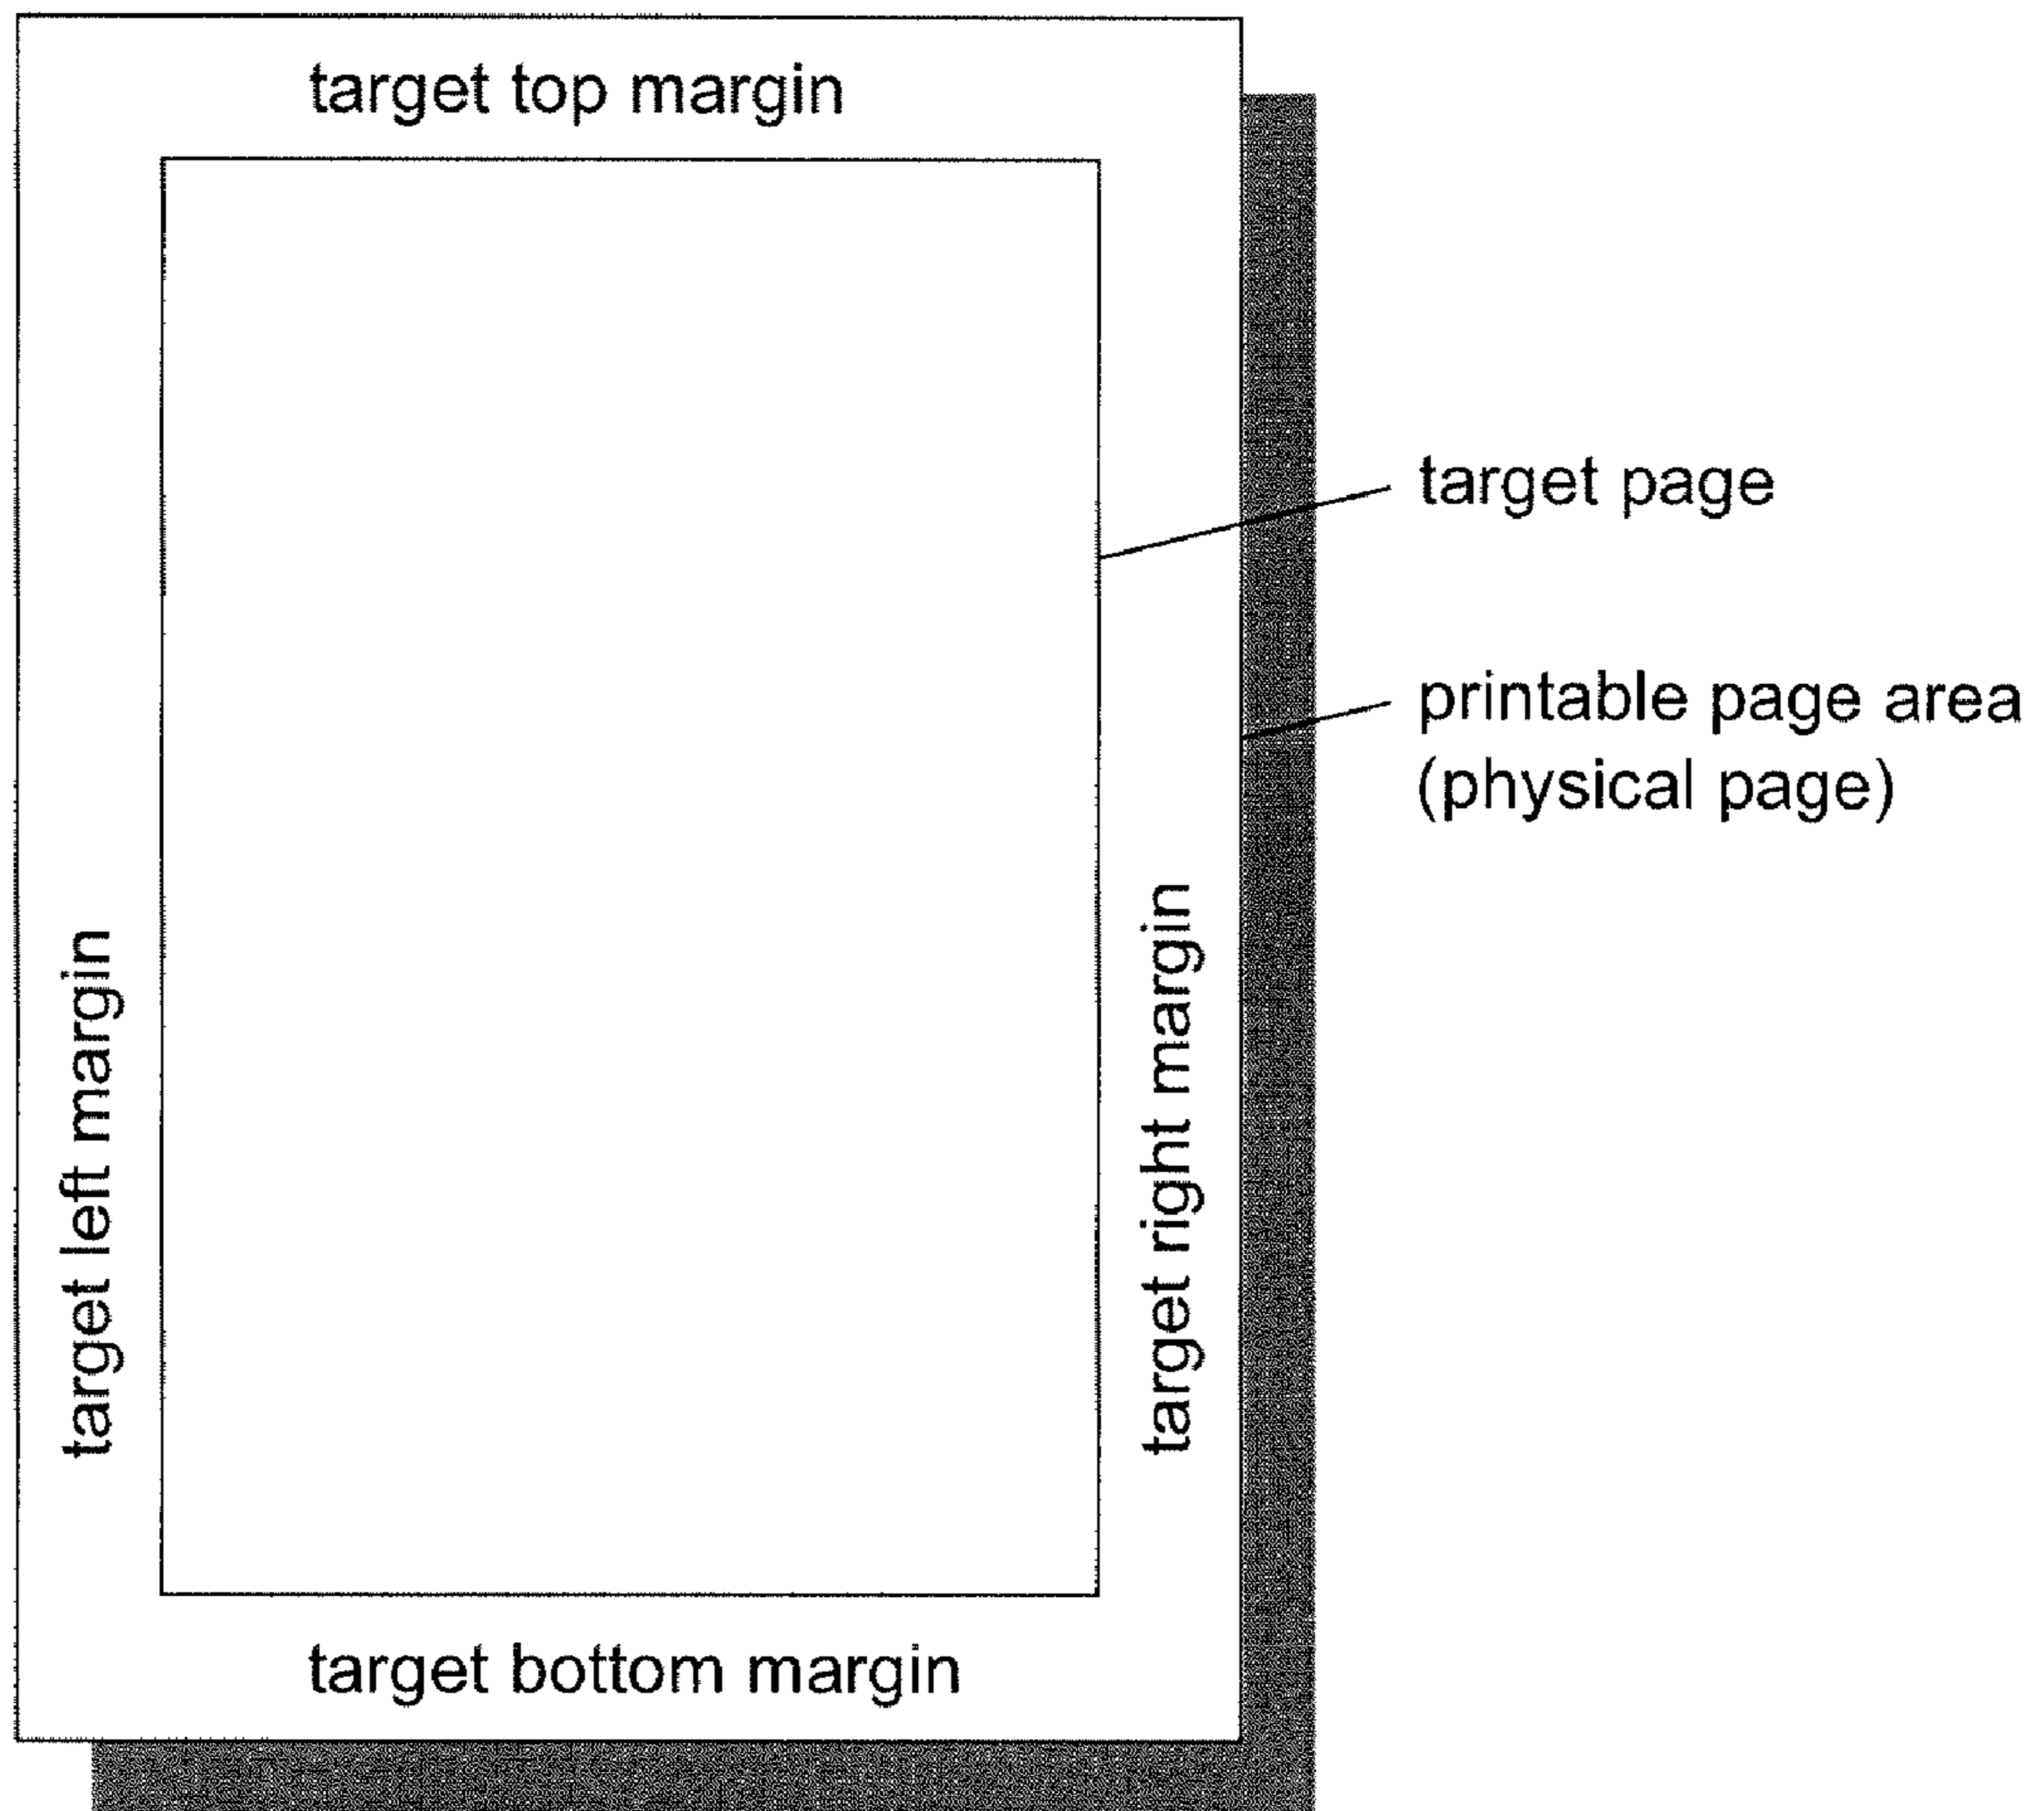 target top margin
target page
printable page area
(physical page)
target left margin
target right margin
target bottom margin